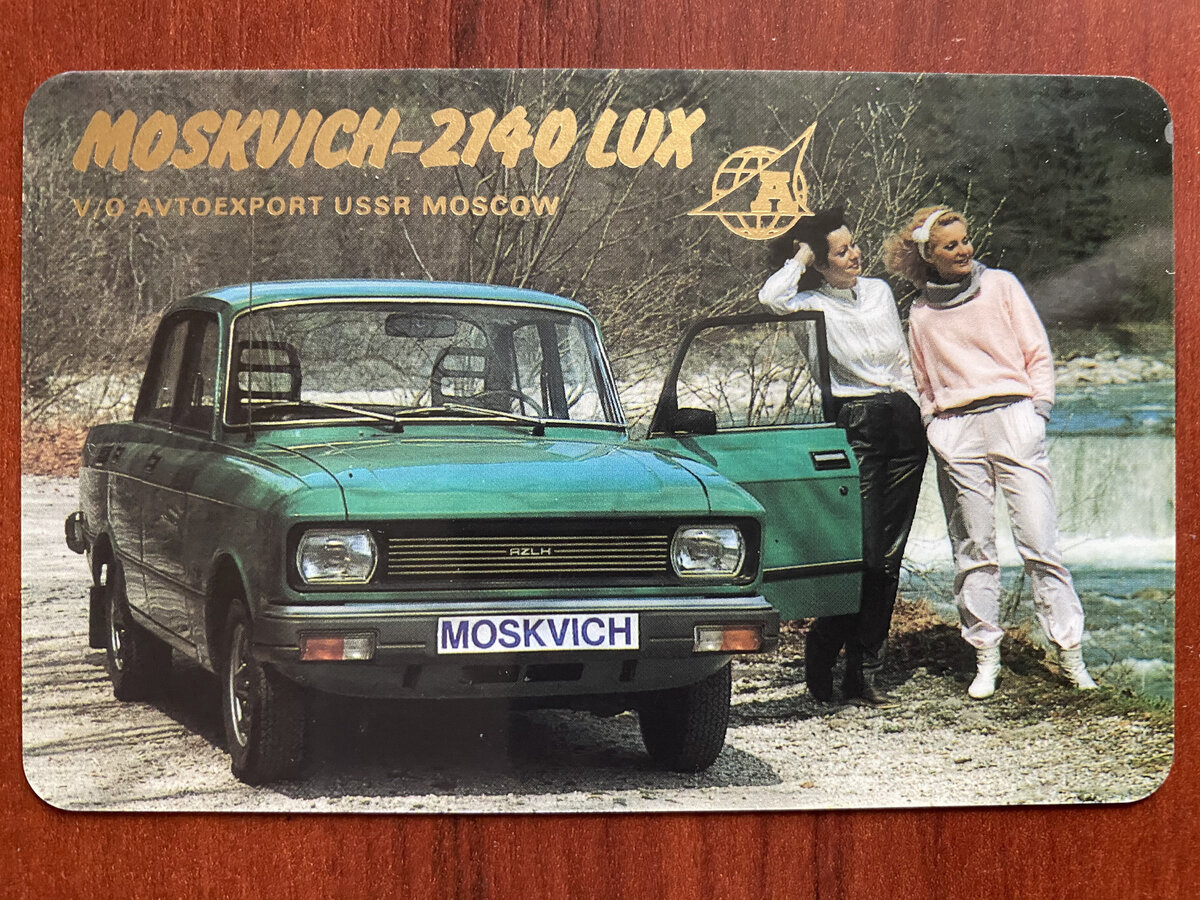 MOSKVICH-2140 LUX
V/O AVTOEXPORT USSR MOSCOW
A
AZLK
MOSKVICH